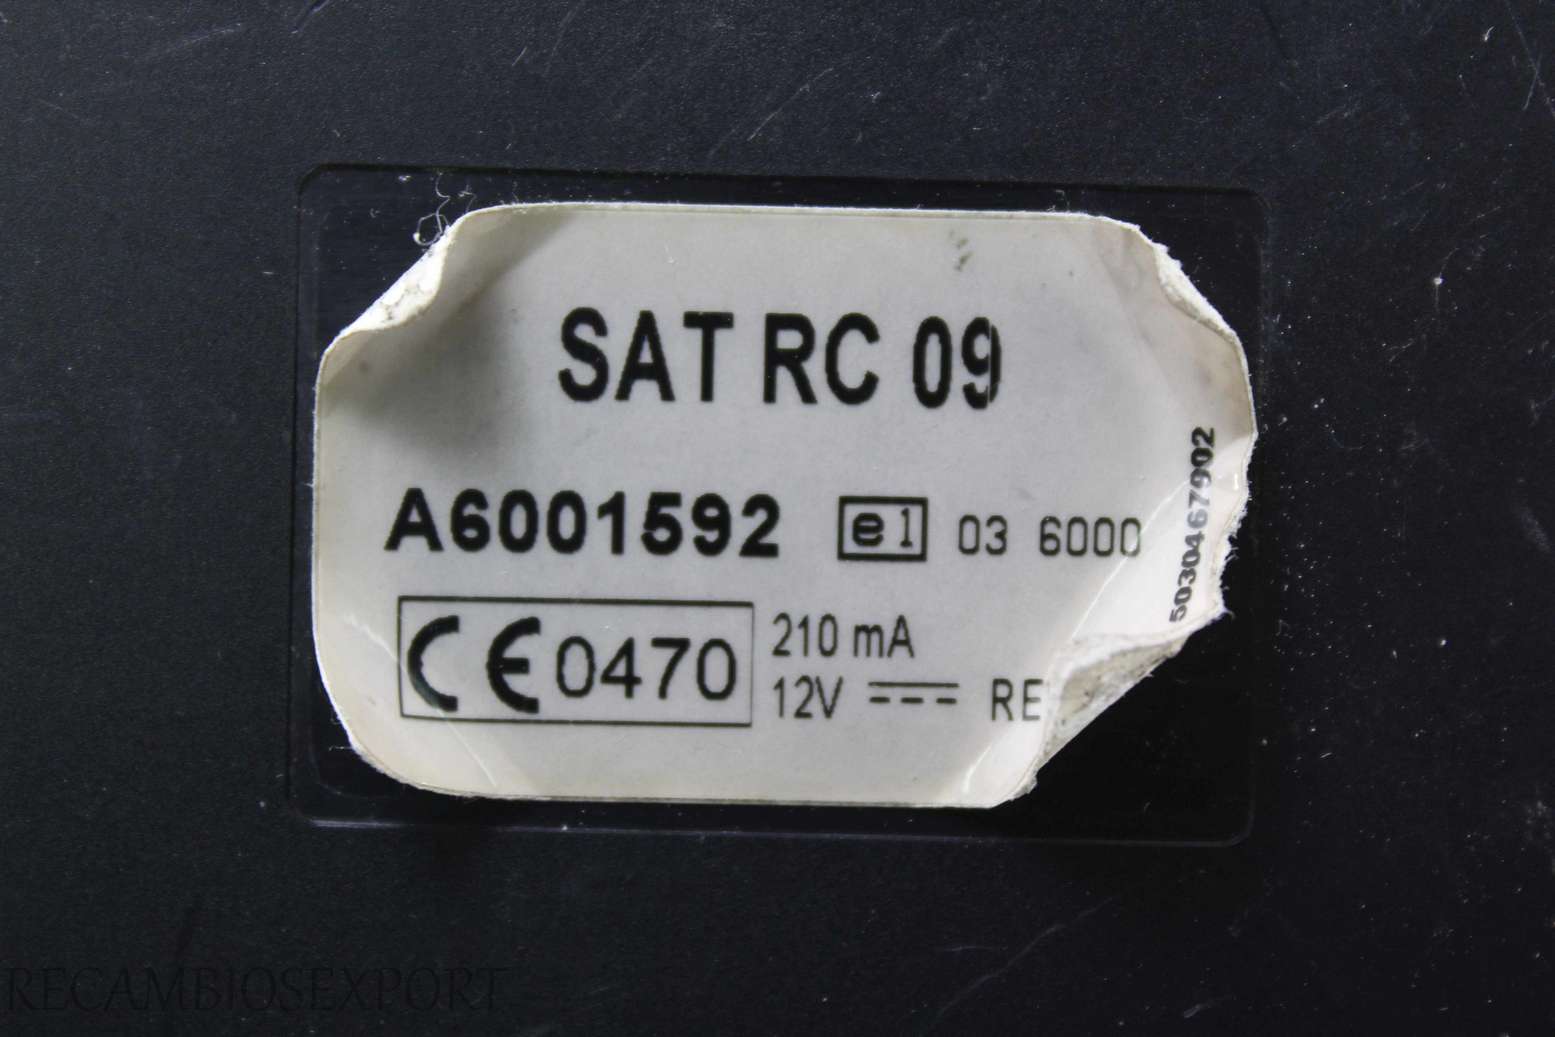 SAT RC 09
A6001592 e1 03 6000
CE 0470 210 mA
12V RE
5030467902
RECAMBIOSEXPORT